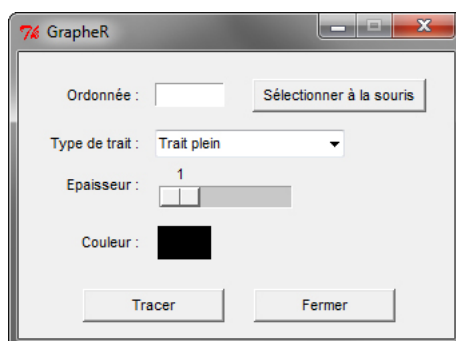 GrapheR
Ordonnée :
Sélectionner à la souris
Type de trait : Trait plein
1
Epaisseur :
Couleur :
Tracer Fermer